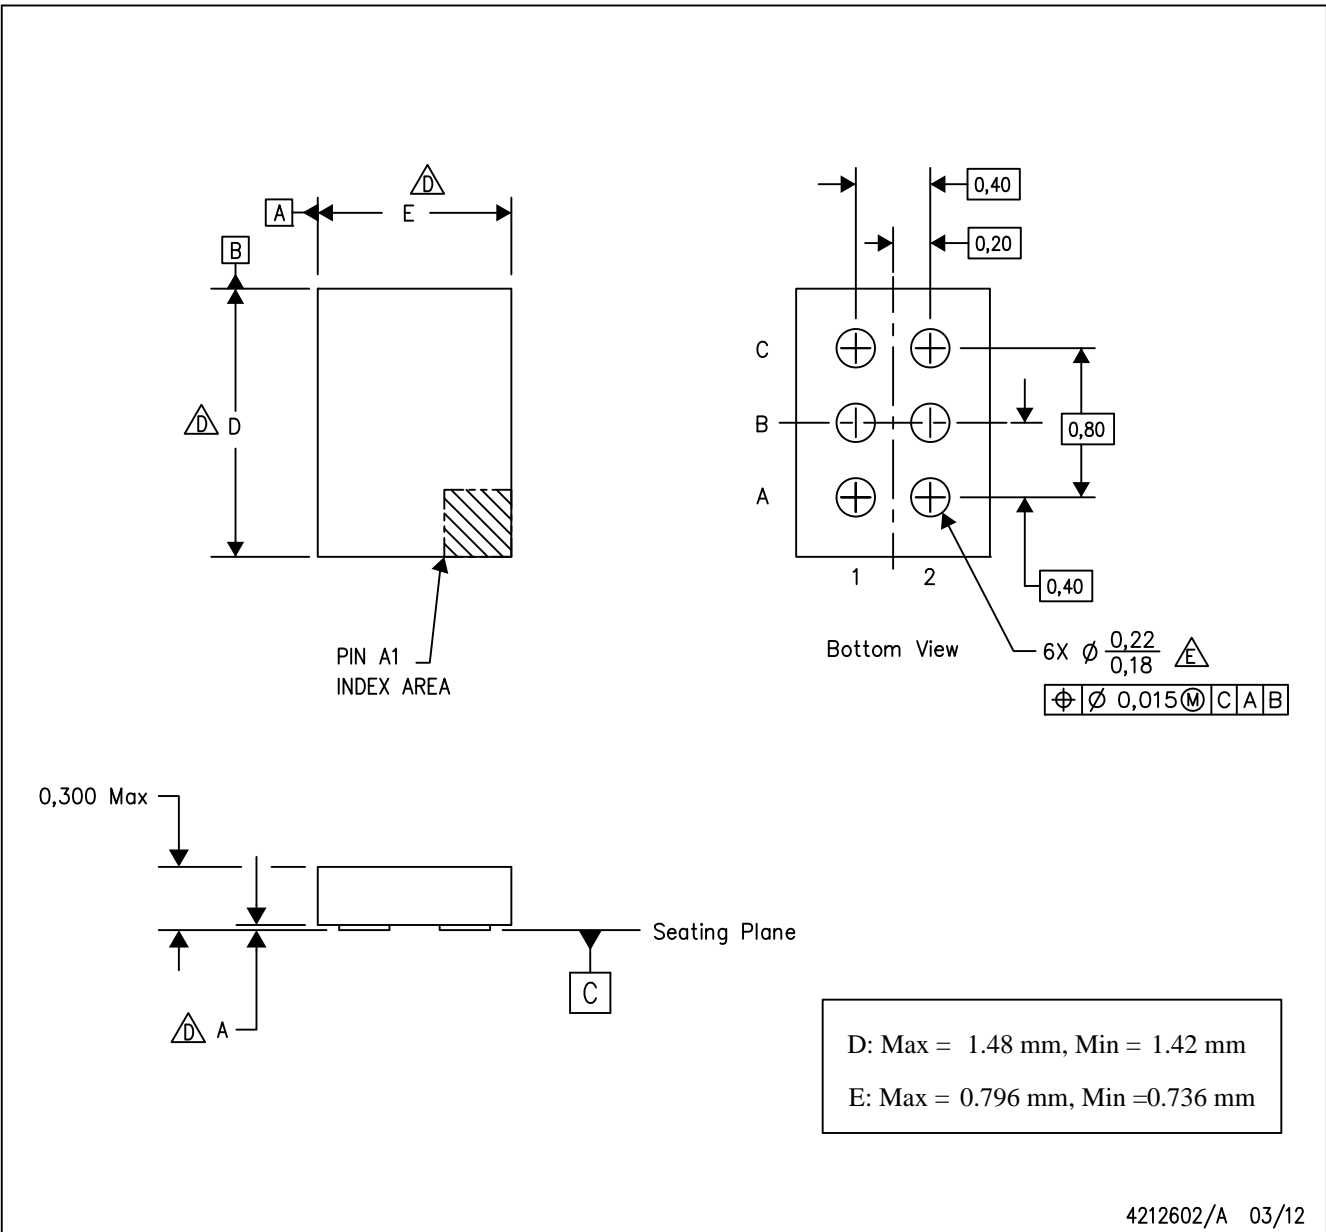 D
A
E
B
D
D
PIN A1
INDEX AREA
0,40
0,20
C
B
A
0,80
0,40
1
2
Bottom View
6X Ø 0,22
0,18
E
⌖ Ø 0,015Ⓜ C A B
0,300 Max
Seating Plane
C
D
A
D: Max = 1.48 mm, Min = 1.42 mm
E: Max = 0.796 mm, Min =0.736 mm
4212602/A 03/12